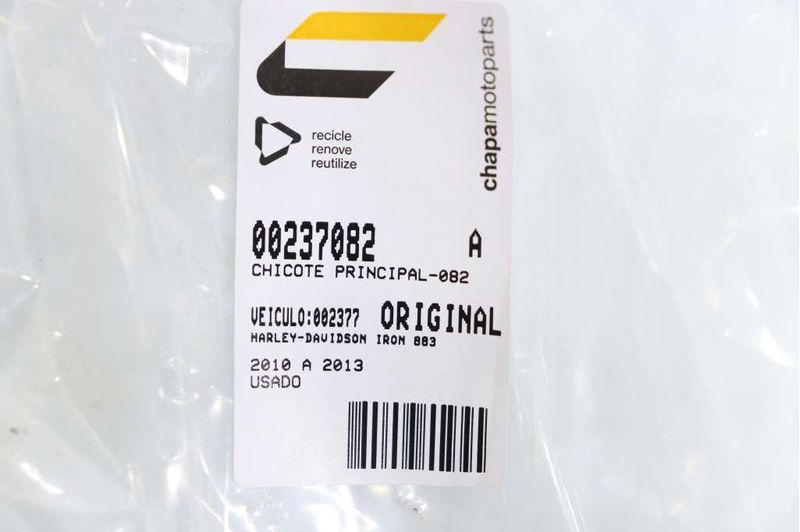 chapamotoparts
recicle
renove
reutilize
00237082 A
CHICOTE PRINCIPAL-082
VEICULO:002377 ORIGINAL
HARLEY-DAVIDSON IRON 883
2010 A 2013
USADO